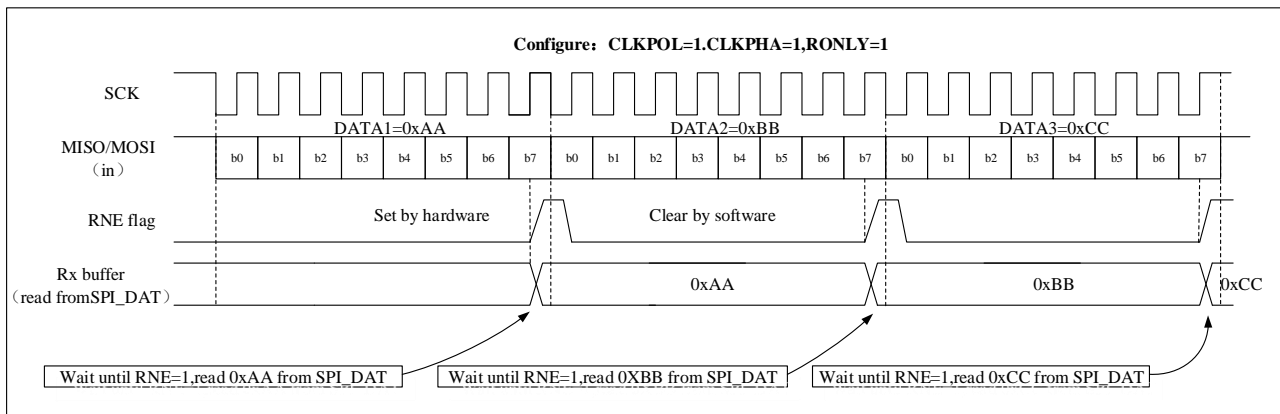 Configure：CLKPOL=1.CLKPHA=1,RONLY=1
SCK
DATA1=0xAA DATA2=0xBB DATA3=0xCC
MISO/MOSI
（in）
b0 b1 b2 b3 b4 b5 b6 b7 b0 b1 b2 b3 b4 b5 b6 b7 b0 b1 b2 b3 b4 b5 b6 b7
RNE flag
Set by hardware Clear by software
Rx buffer
（read fromSPI_DAT）
0xAA 0xBB 0xCC
Wait until RNE=1,read 0xAA from SPI_DAT
Wait until RNE=1,read 0XBB from SPI_DAT
Wait until RNE=1,read 0xCC from SPI_DAT